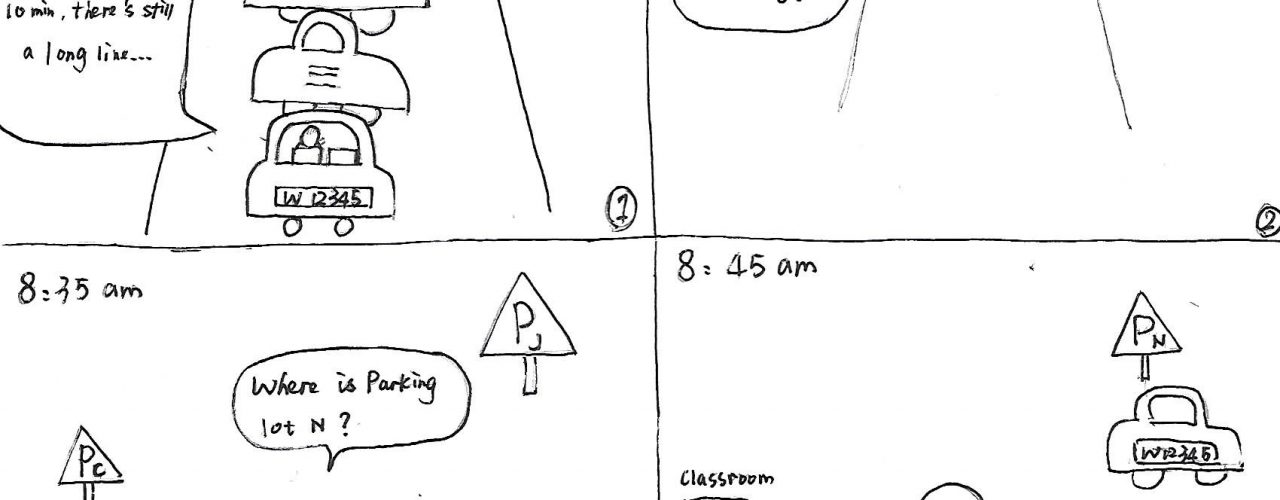 10 min, there's still
a long line...
W 12345
1
2
8:35 am
PJ
Where is Parking
lot N?
PC
8:45 am
PN
W12345
Classroom